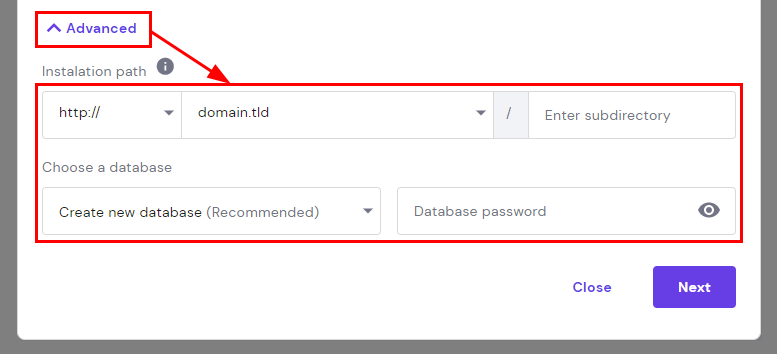 Advanced
Instalation path
http:// domain.tld / Enter subdirectory
Choose a database
Create new database (Recommended) Database password
Close Next